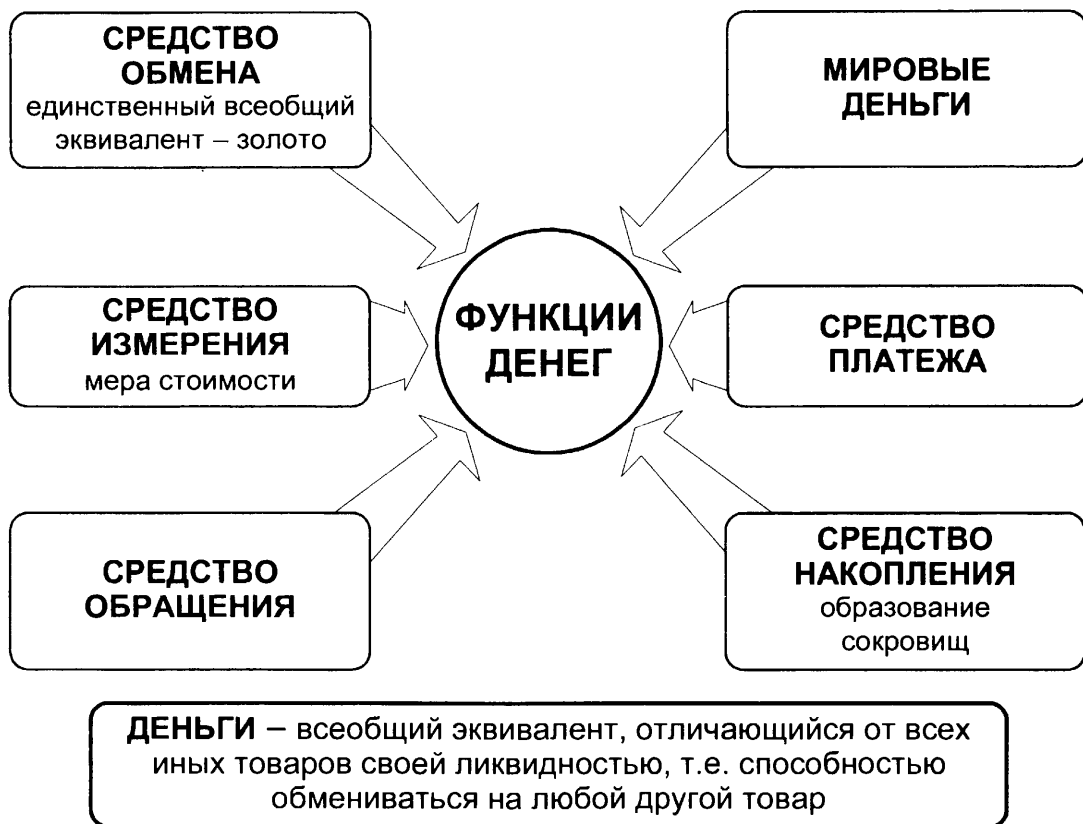 СРЕДСТВО
ОБМЕНА
единственный всеобщий
эквивалент – золото
МИРОВЫЕ
ДЕНЬГИ
СРЕДСТВО
ИЗМЕРЕНИЯ
мера стоимости
ФУНКЦИИ
ДЕНЕГ
СРЕДСТВО
ПЛАТЕЖА
СРЕДСТВО
ОБРАЩЕНИЯ
СРЕДСТВО
НАКОПЛЕНИЯ
образование
сокровищ
ДЕНЬГИ – всеобщий эквивалент, отличающийся от всех
иных товаров своей ликвидностью, т.е. способностью
обмениваться на любой другой товар